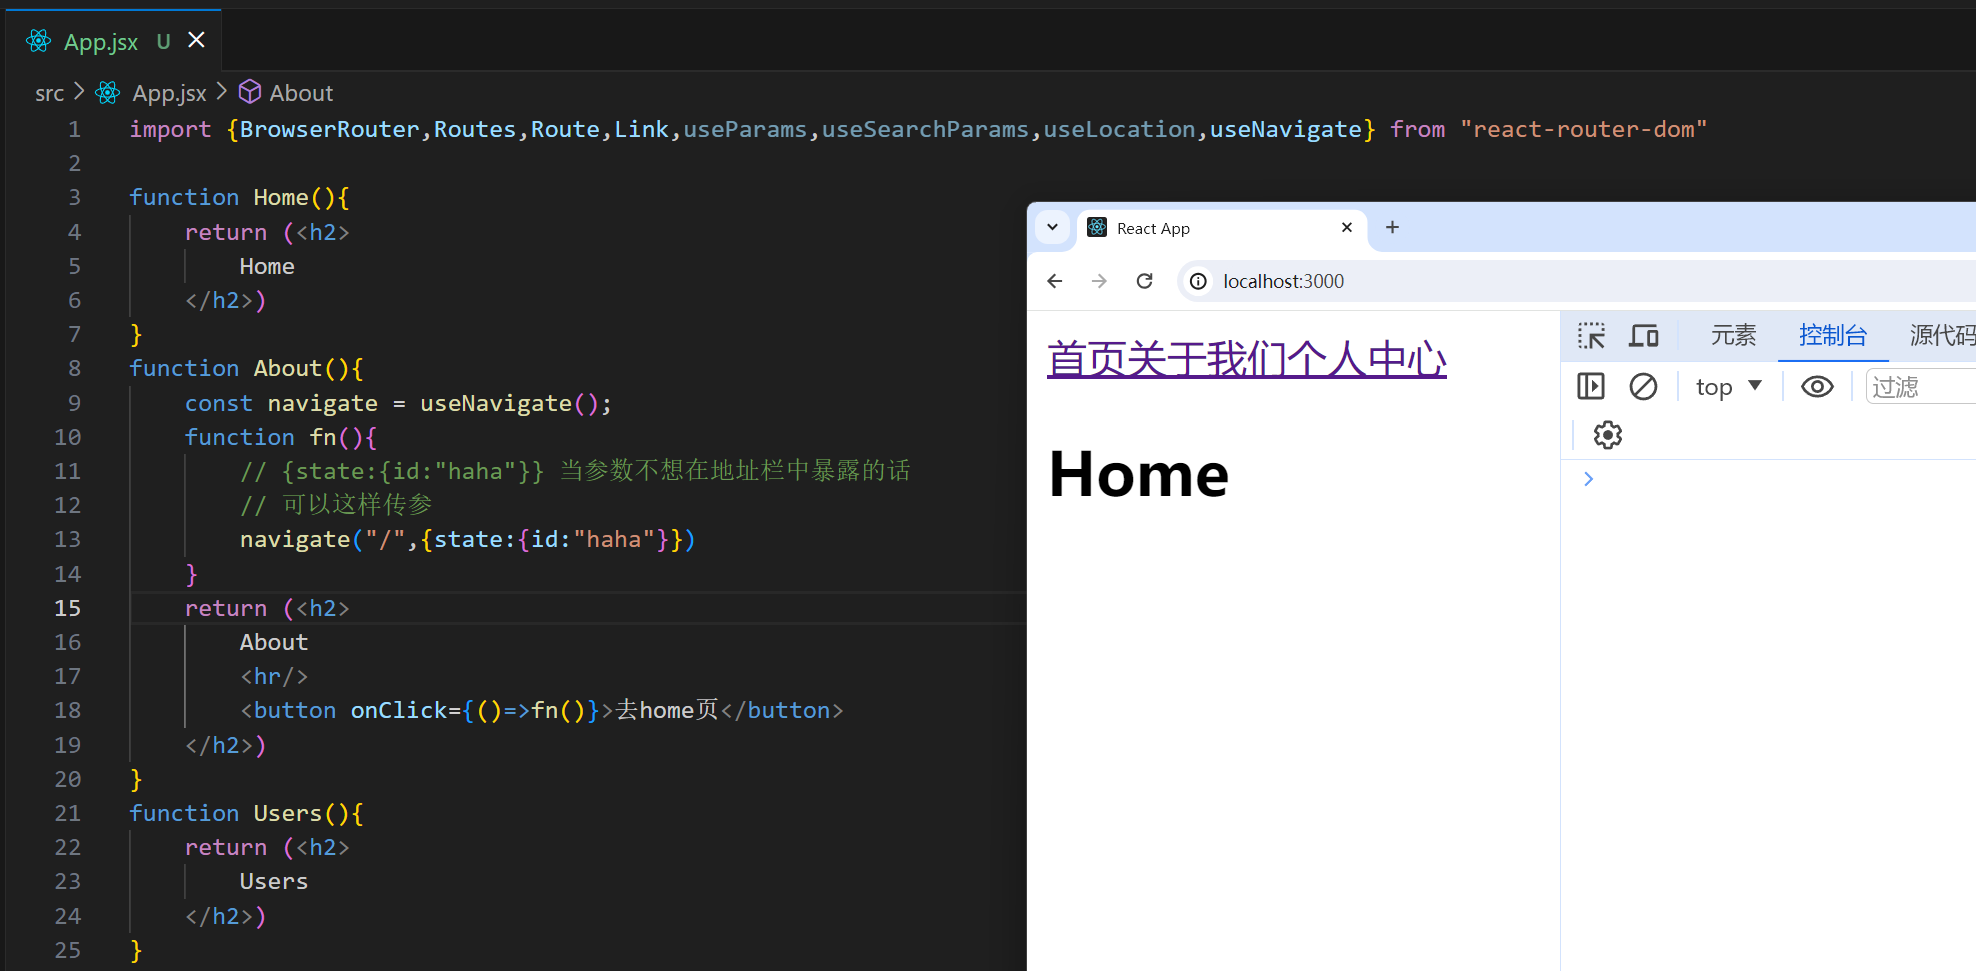 App.jsx U
src > App.jsx > About
1 import {BrowserRouter,Routes,Route,Link,useParams,useSearchParams,useLocation,useNavigate} from "react-router-dom"
2
3 function Home(){
4 return (<h2>
5 Home
6 </h2>)
7 }
8 function About(){
9 const navigate = useNavigate();
10 function fn(){
11 // {state:{id:"haha"}} 当参数不想在地址栏中暴露的话
12 // 可以这样传参
13 navigate("/",{state:{id:"haha"}})
14 }
15 return (<h2>
16 About
17 <hr/>
18 <button onClick={()=>fn()}>去home页</button>
19 </h2>)
20 }
21 function Users(){
22 return (<h2>
23 Users
24 </h2>)
25 }
React App
localhost:3000
首页关于我们个人中心
Home
元素 控制台 源代码
top 过滤